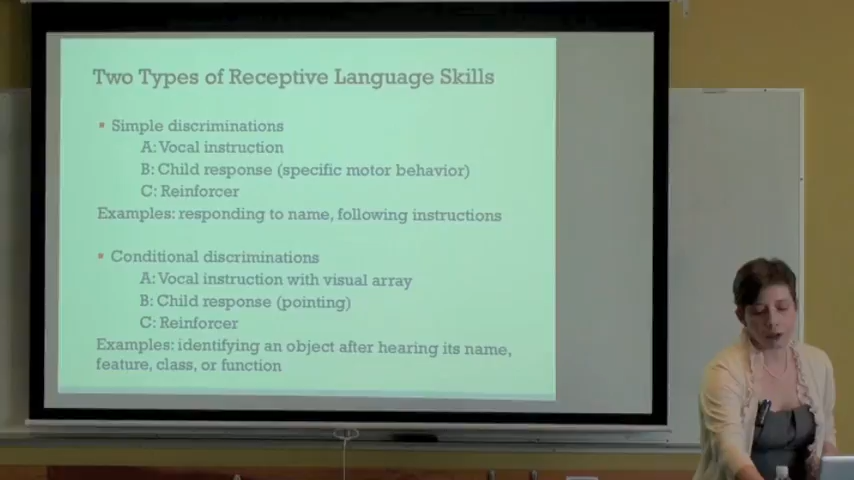 Two Types of Receptive Language Skills
▪ Simple discriminations
A: Vocal instruction
B: Child response (specific motor behavior)
C: Reinforcer
Examples: responding to name, following instructions
▪ Conditional discriminations
A: Vocal instruction with visual array
B: Child response (pointing)
C: Reinforcer
Examples: identifying an object after hearing its name,
feature, class, or function